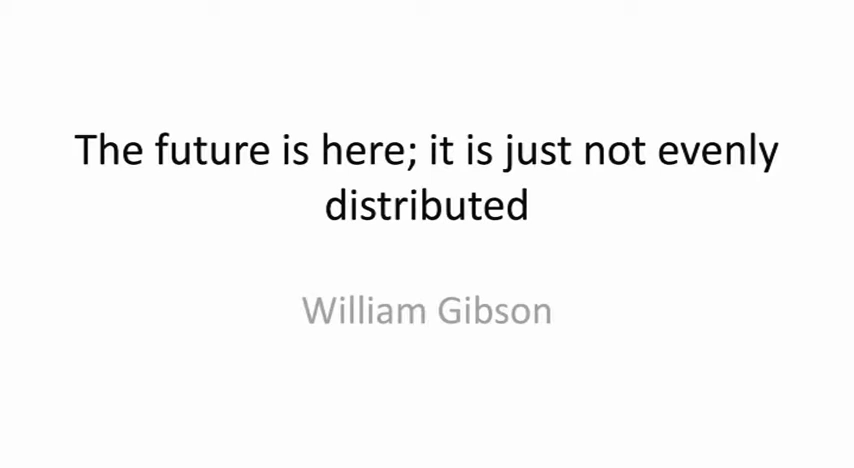 The future is here; it is just not evenly
distributed
William Gibson